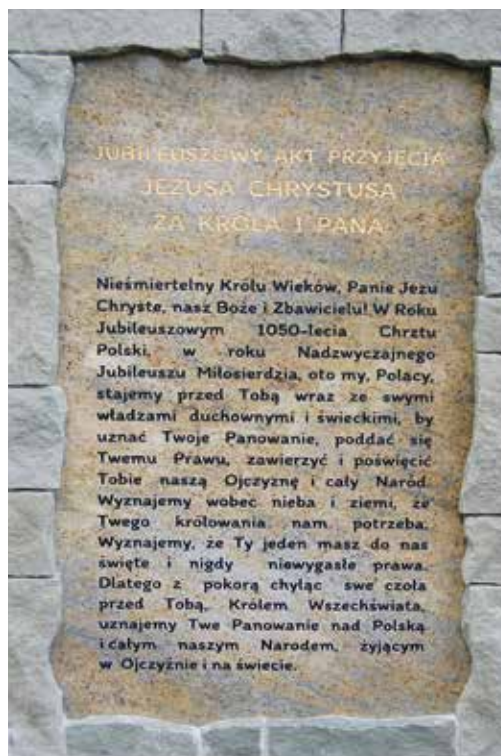 JUBILEUSZOWY AKT PRZYJĘCIA
JEZUSA CHRYSTUSA
ZA KRÓLA I PANA
Nieśmiertelny Królu Wieków, Panie Jezu
Chryste, nasz Boże i Zbawicielu! W Roku
Jubileuszowym 1050-lecia Chrztu
Polski, w roku Nadzwyczajnego
Jubileuszu Miłosierdzia, oto my, Polacy,
stajemy przed Tobą wraz ze swymi
władzami duchownymi i świeckimi, by
uznać Twoje Panowanie, poddać się
Twemu Prawu, zawierzyć i poświęcić
Tobie naszą Ojczyznę i cały Naród.
Wyznajemy wobec nieba i ziemi, że
Twego królowania nam potrzeba.
Wyznajemy, że Ty jeden masz do nas
święte i nigdy niewygasłe prawa.
Dlatego z pokorą chyląc swe czoła
przed Tobą, Królem Wszechświata,
uznajemy Twe Panowanie nad Polską
i całym naszym Narodem, żyjącym
w Ojczyźnie i na świecie.